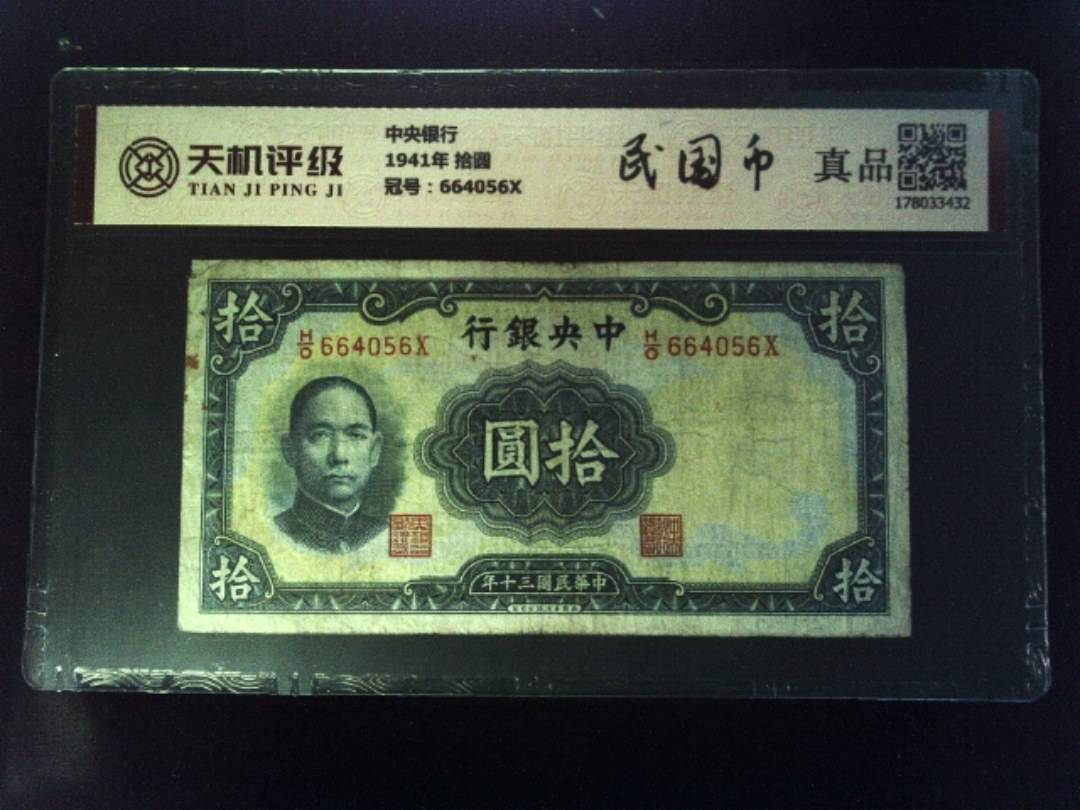 天机评级
TIAN JI PING JI
中央银行
1941年 拾圆
冠号：664056X
民国币
真品
178033432
拾
拾
行銀央中
H/O 664056X
H/O 664056X
圓拾
年十三國民華中
拾
拾